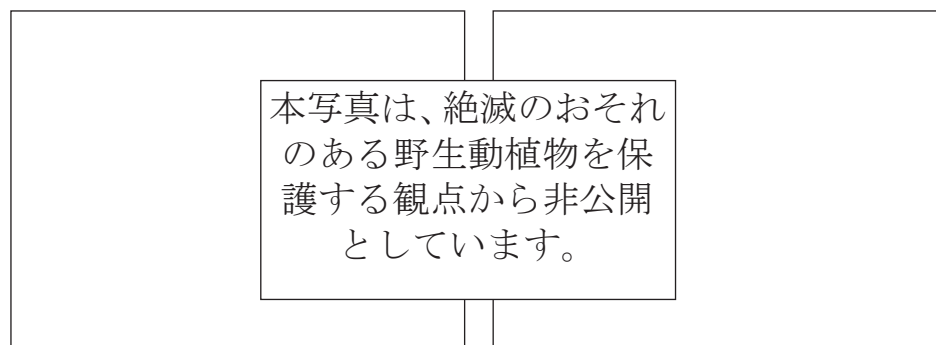 本写真は、絶滅のおそれ
のある野生動植物を保
護する観点から非公開
としています。